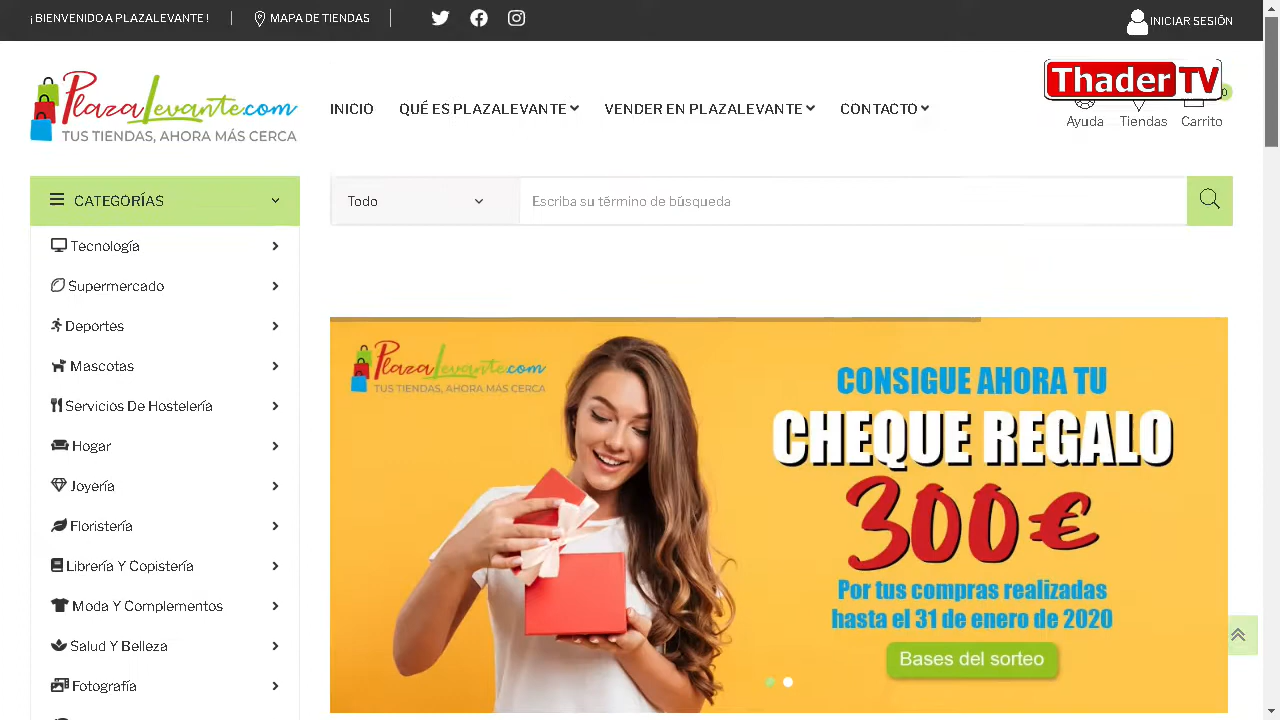 ¡ BIENVENIDO A PLAZALEVANTE !
MAPA DE TIENDAS
INICIAR SESIÓN
PlazaLevante.com
TUS TIENDAS, AHORA MÁS CERCA
INICIO
QUÉ ES PLAZALEVANTE
VENDER EN PLAZALEVANTE
CONTACTO
Thader TV
0
Ayuda
Tiendas
Carrito
CATEGORÍAS
Todo
Escriba su término de búsqueda
Tecnología
Supermercado
Deportes
Mascotas
Servicios De Hostelería
Hogar
Joyería
Floristería
Librería Y Copistería
Moda Y Complementos
Salud Y Belleza
Fotografía
PlazaLevante.com
TUS TIENDAS, AHORA MÁS CERCA
CONSIGUE AHORA TU
CHEQUE REGALO
300€
Por tus compras realizadas
hasta el 31 de enero de 2020
Bases del sorteo